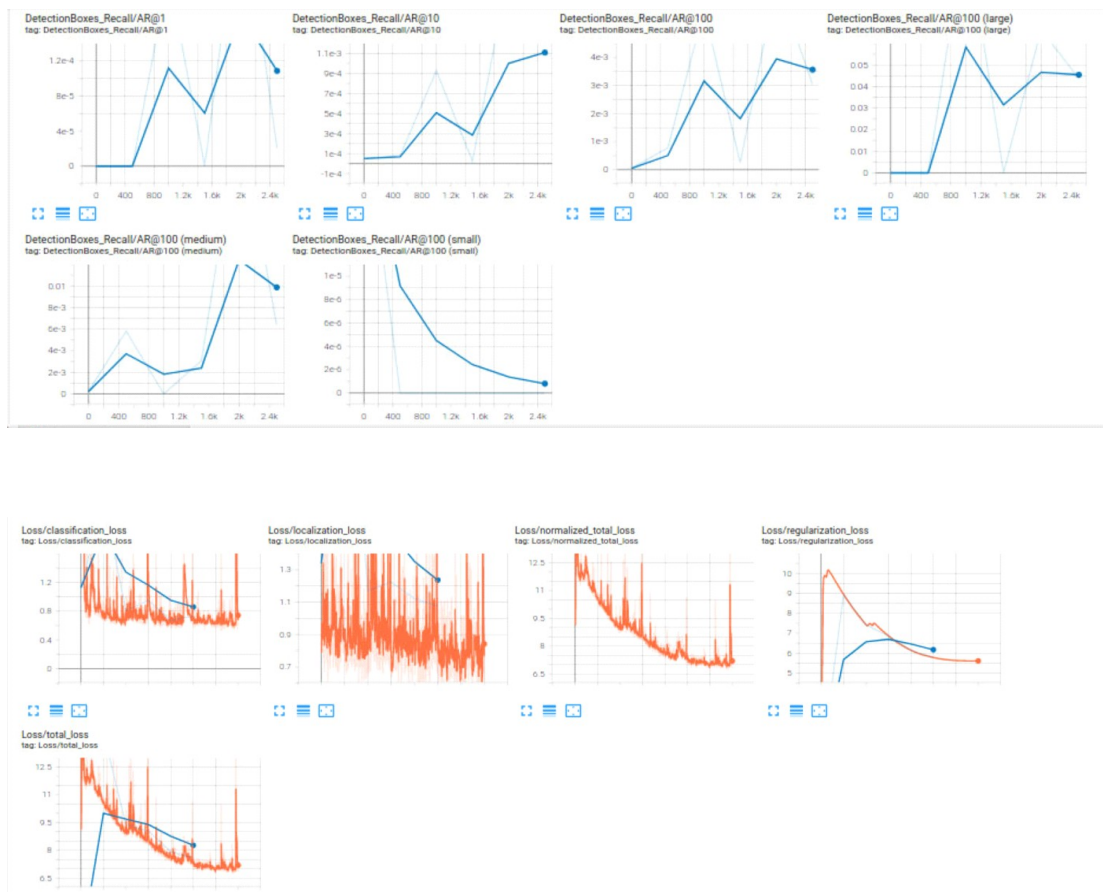 DetectionBoxes_Recall/AR@1
tag: DetectionBoxes_Recall/AR@1
1.2e-4
8e-5
4e-5
0
0 400 800 1.2k 1.6k 2k 2.4k
DetectionBoxes_Recall/AR@10
tag: DetectionBoxes_Recall/AR@10
1.1e-3
9e-4
7e-4
5e-4
3e-4
1e-4
-1e-4
0 400 800 1.2k 1.6k 2k 2.4k
DetectionBoxes_Recall/AR@100
tag: DetectionBoxes_Recall/AR@100
4e-3
3e-3
2e-3
1e-3
0
0 400 800 1.2k 1.6k 2k 2.4k
DetectionBoxes_Recall/AR@100 (large)
tag: DetectionBoxes_Recall/AR@100 (large)
0.05
0.04
0.03
0.02
0.01
0
0 400 800 1.2k 1.6k 2k 2.4k
DetectionBoxes_Recall/AR@100 (medium)
tag: DetectionBoxes_Recall/AR@100 (medium)
0.01
8e-3
6e-3
4e-3
2e-3
0
0 400 800 1.2k 1.6k 2k 2.4k
DetectionBoxes_Recall/AR@100 (small)
tag: DetectionBoxes_Recall/AR@100 (small)
1e-5
8e-6
6e-6
4e-6
2e-6
0
0 400 800 1.2k 1.6k 2k 2.4k
Loss/classification_loss
tag: Loss/classification_loss
1.2
0.8
0.4
0
Loss/localization_loss
tag: Loss/localization_loss
1.3
1.1
0.9
0.7
Loss/normalized_total_loss
tag: Loss/normalized_total_loss
12.5
11
9.5
8
6.5
Loss/regularization_loss
tag: Loss/regularization_loss
10
9
8
7
6
5
Loss/total_loss
tag: Loss/total_loss
12.5
11
9.5
8
6.5